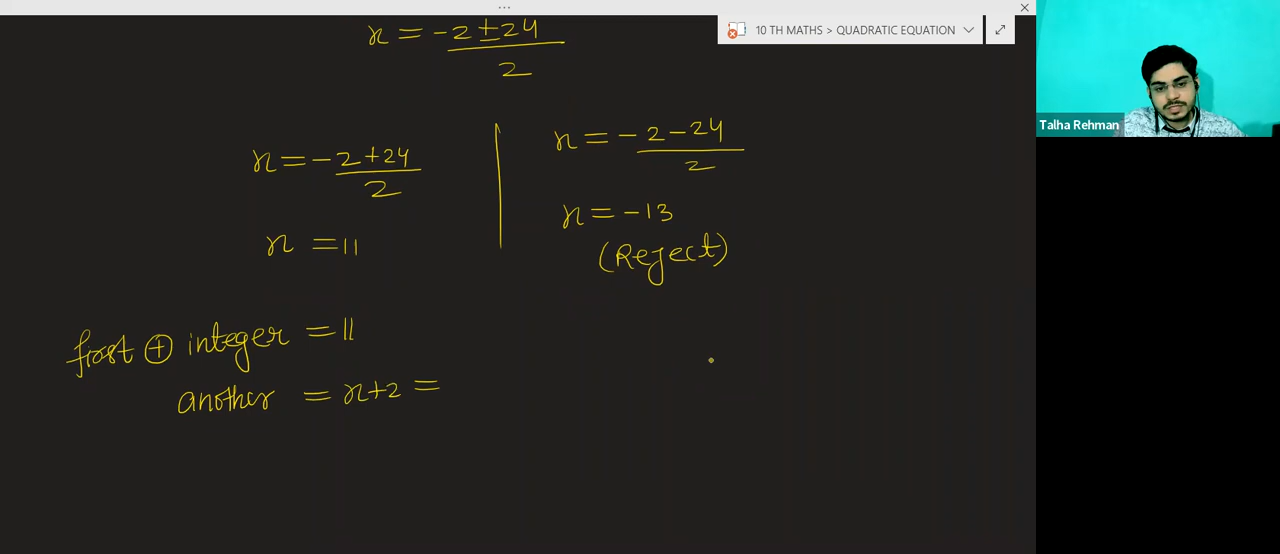 x = -2 ± 24 / 2
10 TH MATHS > QUADRATIC EQUATION
Talha Rehman
x = -2 + 24 / 2
x = 11
x = -2 - 24 / 2
x = -13
(Reject)
first ⊕ integer = 11
another = x+2 =